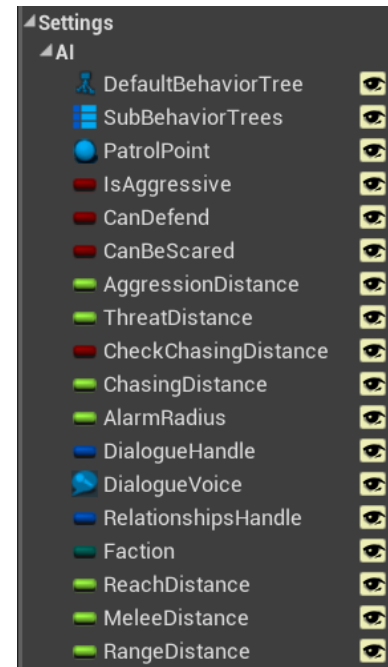 Settings
AI
DefaultBehaviorTree
SubBehaviorTrees
PatrolPoint
IsAggressive
CanDefend
CanBeScared
AggressionDistance
ThreatDistance
CheckChasingDistance
ChasingDistance
AlarmRadius
DialogueHandle
DialogueVoice
RelationshipsHandle
Faction
ReachDistance
MeleeDistance
RangeDistance